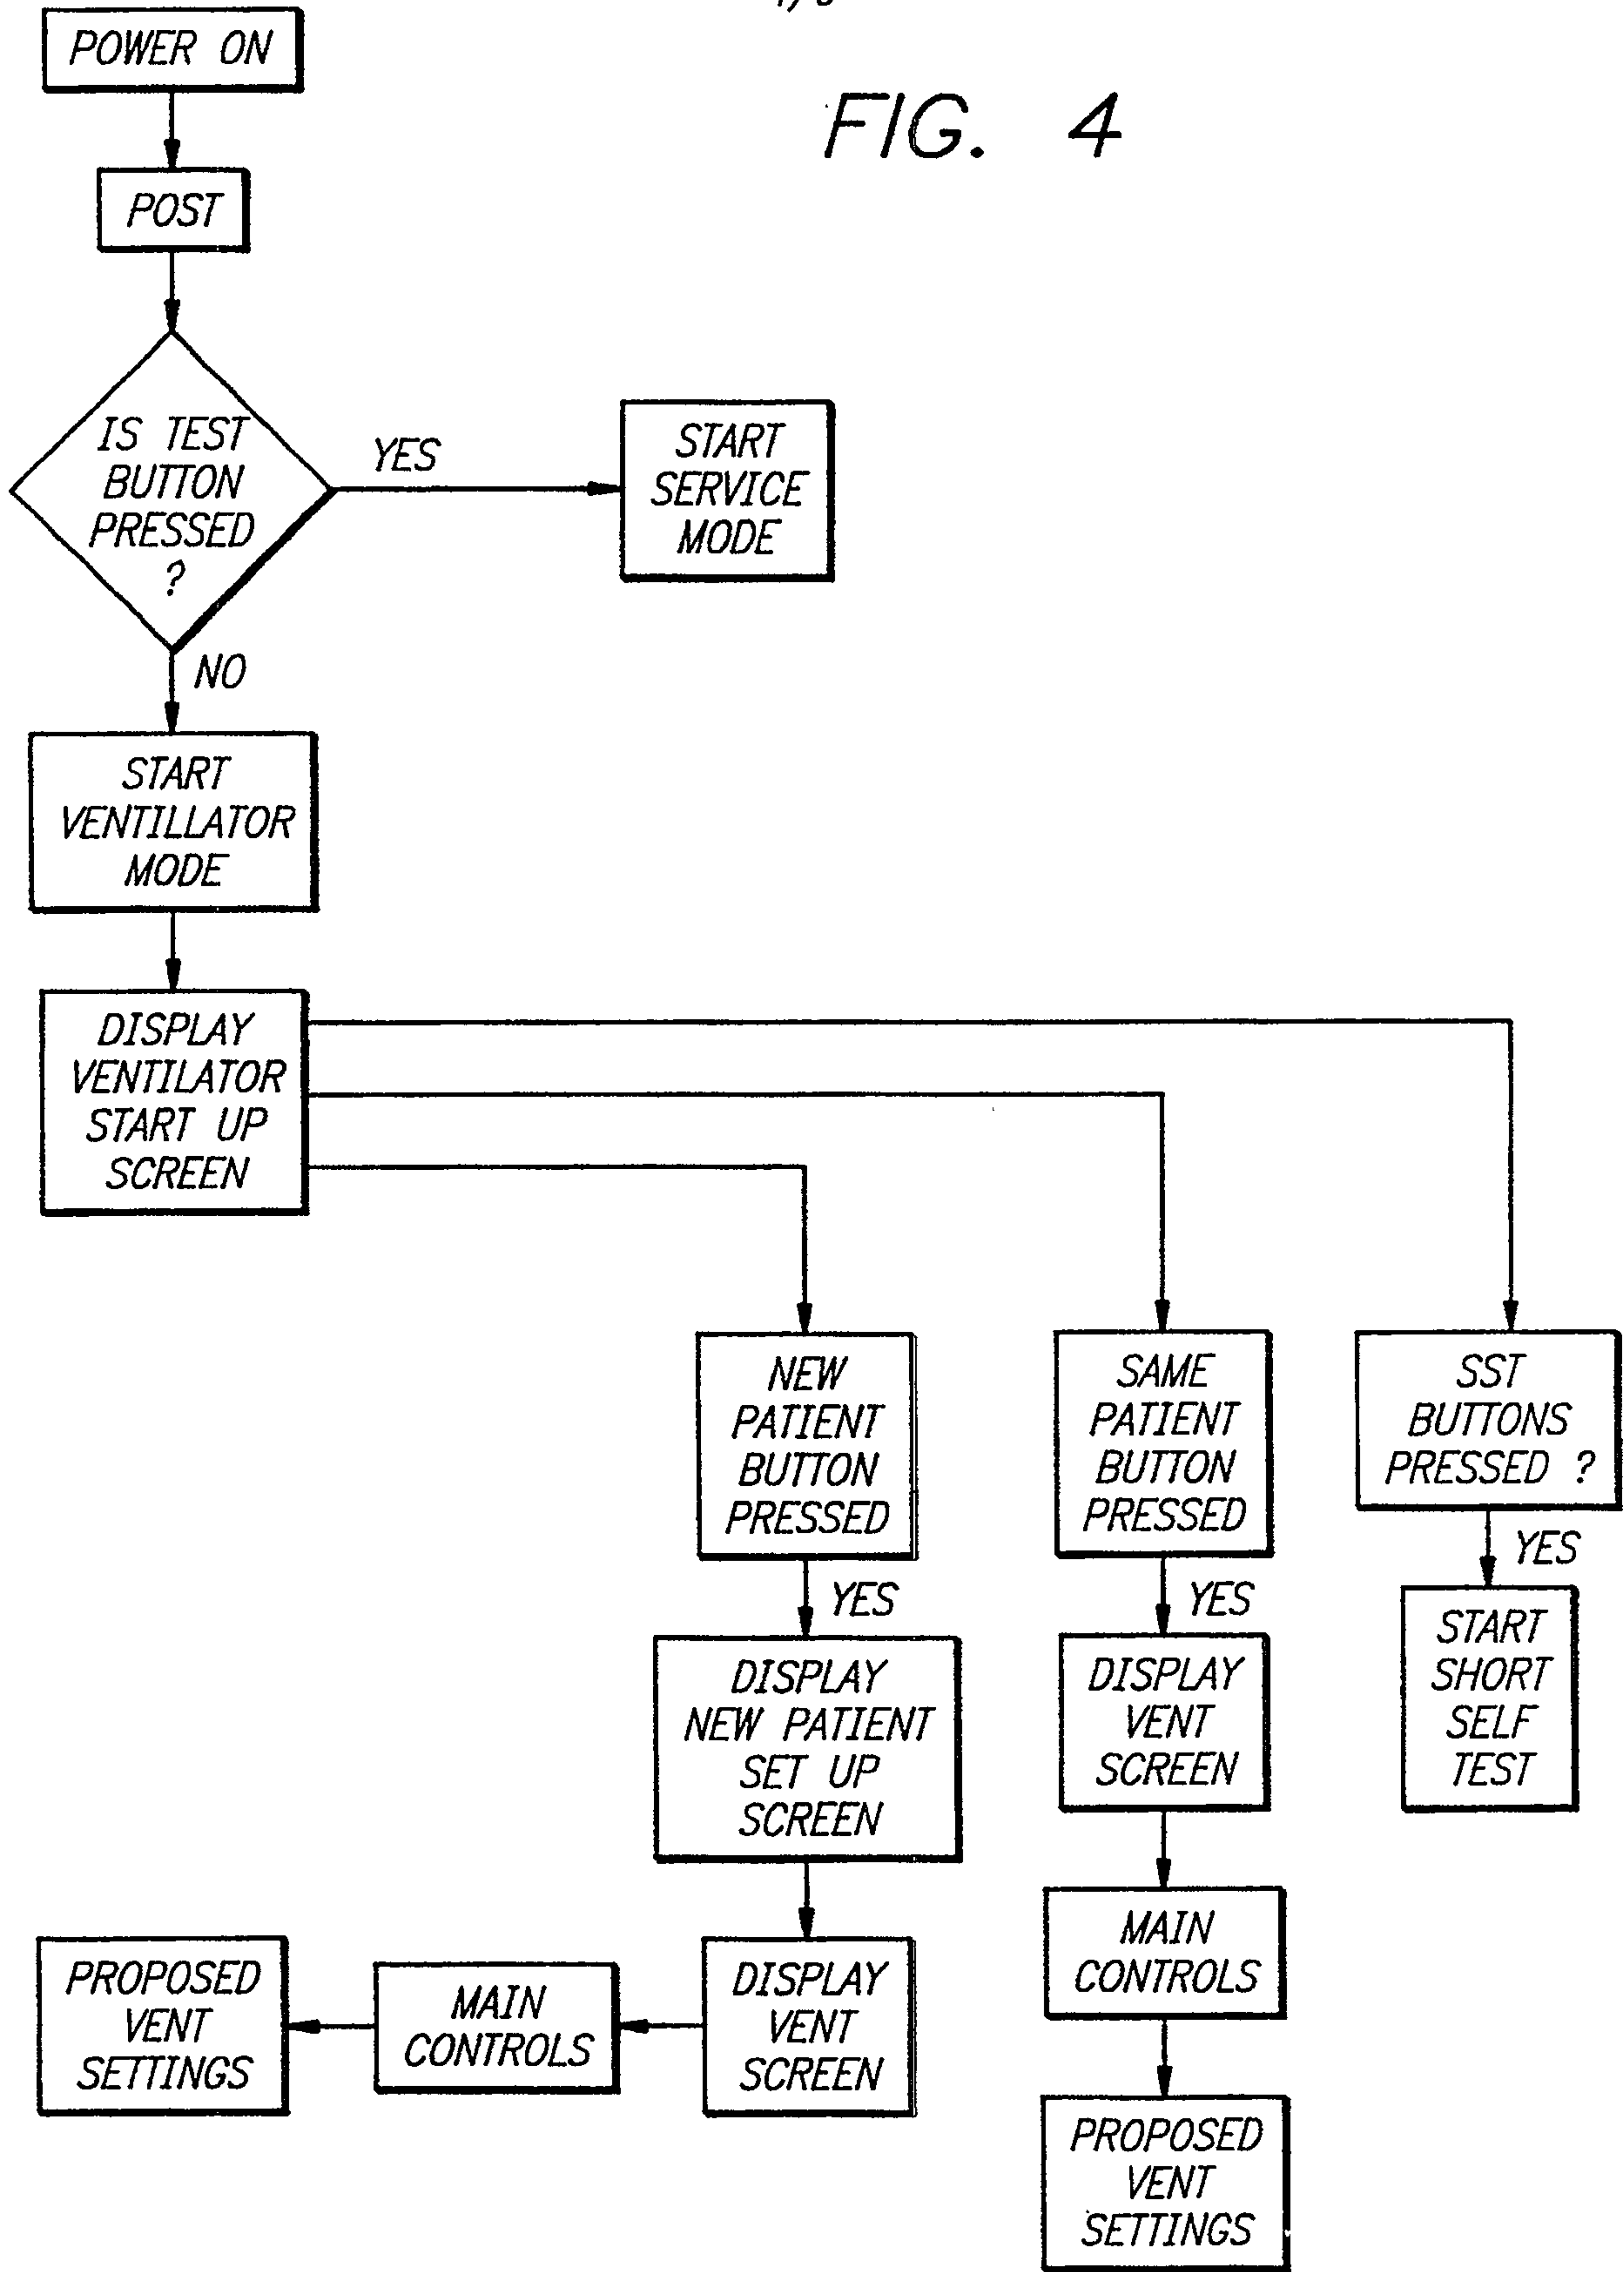 FIG. 4
POWER ON
POST
IS TEST
BUTTON
PRESSED
?
YES
START
SERVICE
MODE
NO
START
VENTILLATOR
MODE
DISPLAY
VENTILATOR
START UP
SCREEN
NEW
PATIENT
BUTTON
PRESSED
YES
DISPLAY
NEW PATIENT
SET UP
SCREEN
DISPLAY
VENT
SCREEN
MAIN
CONTROLS
PROPOSED
VENT
SETTINGS
SAME
PATIENT
BUTTON
PRESSED
YES
DISPLAY
VENT
SCREEN
MAIN
CONTROLS
PROPOSED
VENT
SETTINGS
SST
BUTTONS
PRESSED ?
YES
START
SHORT
SELF
TEST